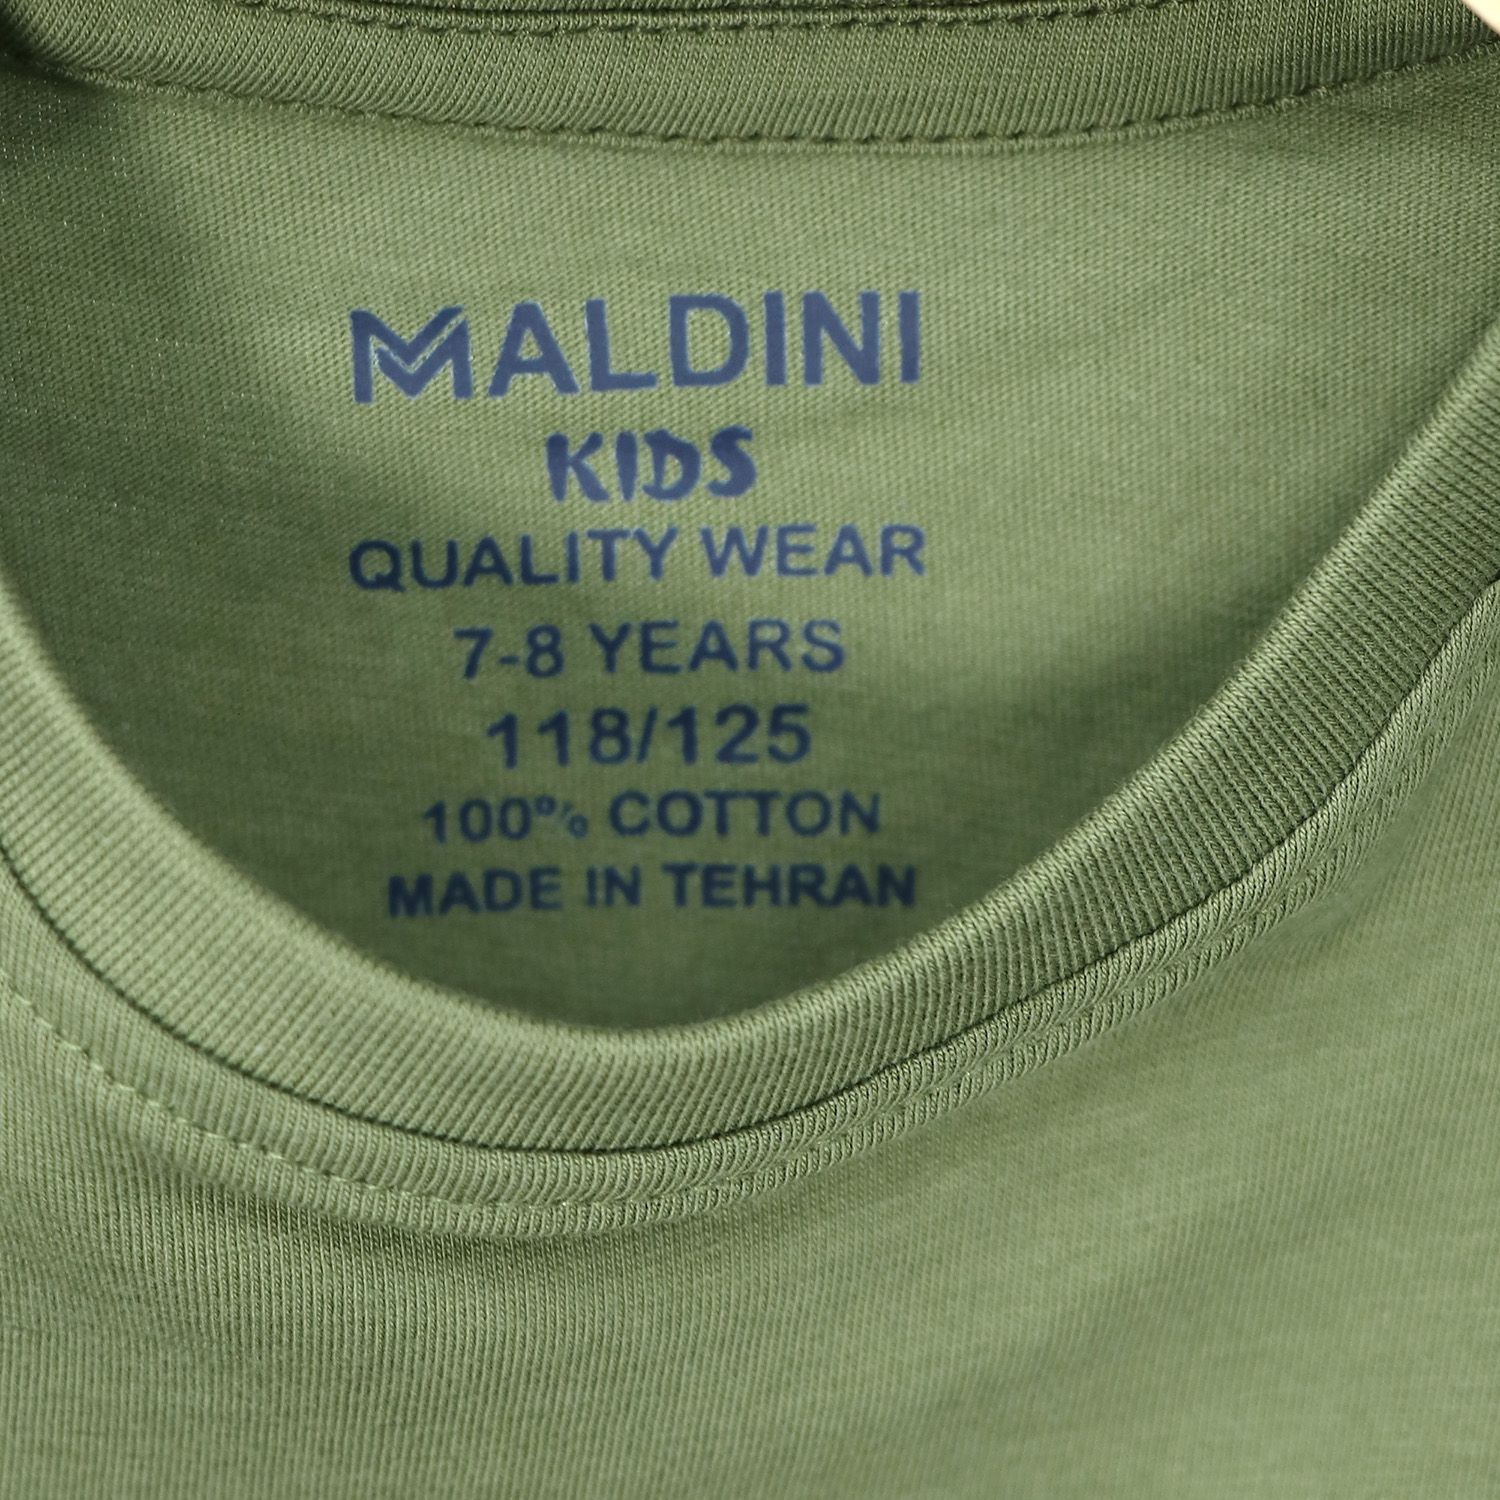 MALDINI
KIDS
QUALITY WEAR
7-8 YEARS
118/125
100% COTTON
MADE IN TEHRAN